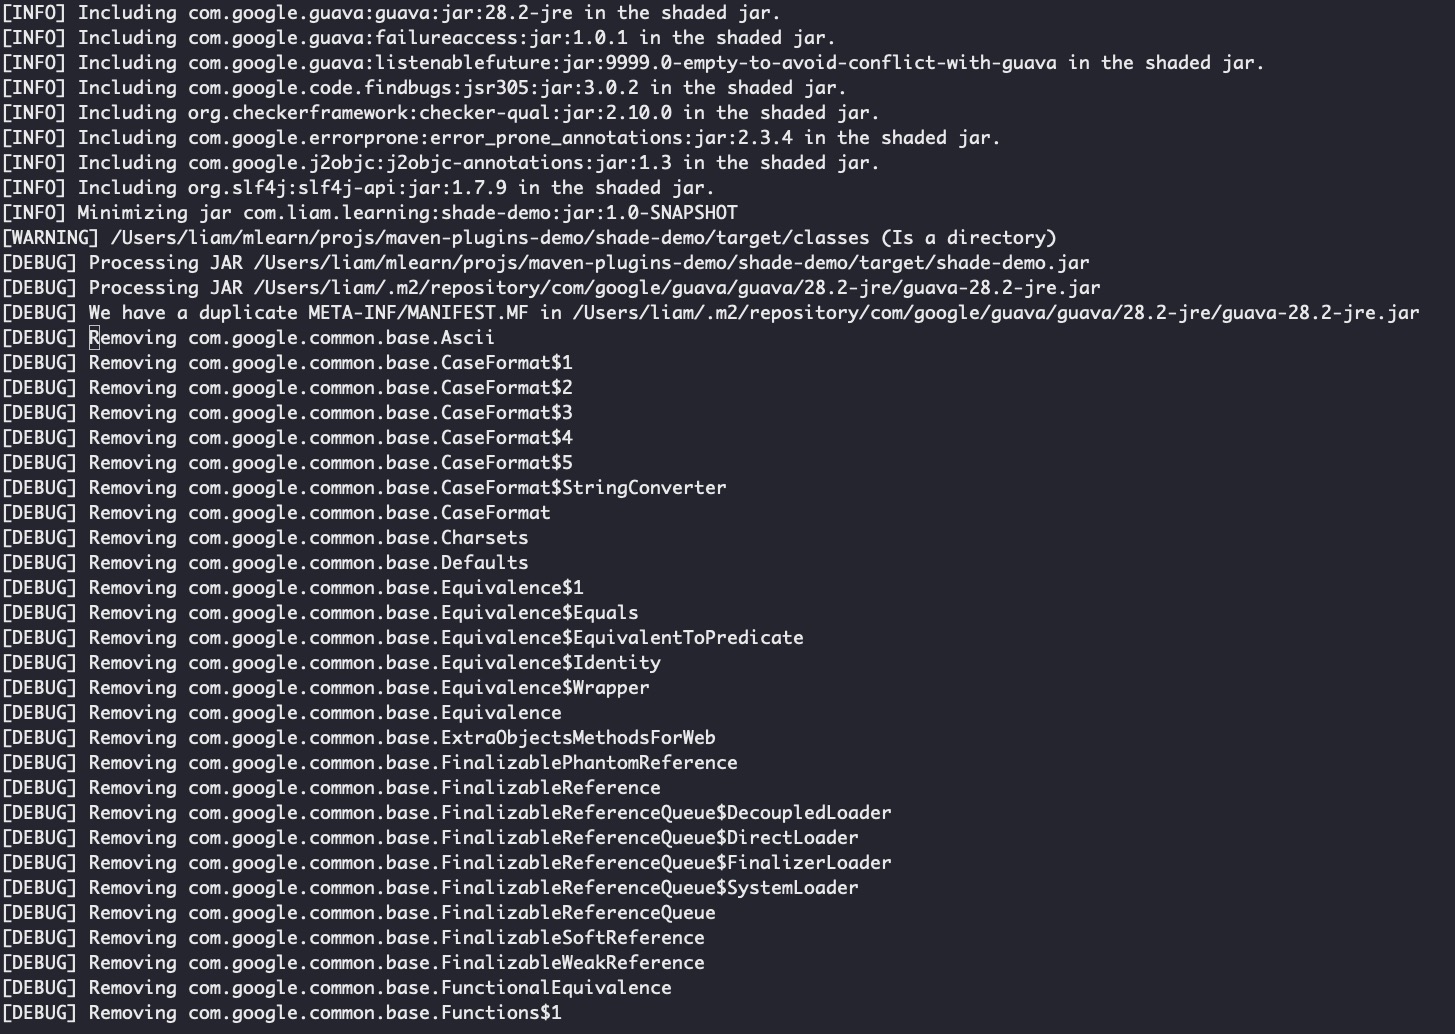 [INFO] Including com.google.guava:guava:jar:28.2-jre in the shaded jar.
[INFO] Including com.google.guava:failureaccess:jar:1.0.1 in the shaded jar.
[INFO] Including com.google.guava:listenablefuture:jar:9999.0-empty-to-avoid-conflict-with-guava in the shaded jar.
[INFO] Including com.google.code.findbugs:jsr305:jar:3.0.2 in the shaded jar.
[INFO] Including org.checkerframework:checker-qual:jar:2.10.0 in the shaded jar.
[INFO] Including com.google.errorprone:error_prone_annotations:jar:2.3.4 in the shaded jar.
[INFO] Including com.google.j2objc:j2objc-annotations:jar:1.3 in the shaded jar.
[INFO] Including org.slf4j:slf4j-api:jar:1.7.9 in the shaded jar.
[INFO] Minimizing jar com.liam.learning:shade-demo:jar:1.0-SNAPSHOT
[WARNING] /Users/liam/mlearn/projs/maven-plugins-demo/shade-demo/target/classes (Is a directory)
[DEBUG] Processing JAR /Users/liam/mlearn/projs/maven-plugins-demo/shade-demo/target/shade-demo.jar
[DEBUG] Processing JAR /Users/liam/.m2/repository/com/google/guava/guava/28.2-jre/guava-28.2-jre.jar
[DEBUG] We have a duplicate META-INF/MANIFEST.MF in /Users/liam/.m2/repository/com/google/guava/guava/28.2-jre/guava-28.2-jre.jar
[DEBUG] Removing com.google.common.base.Ascii
[DEBUG] Removing com.google.common.base.CaseFormat$1
[DEBUG] Removing com.google.common.base.CaseFormat$2
[DEBUG] Removing com.google.common.base.CaseFormat$3
[DEBUG] Removing com.google.common.base.CaseFormat$4
[DEBUG] Removing com.google.common.base.CaseFormat$5
[DEBUG] Removing com.google.common.base.CaseFormat$StringConverter
[DEBUG] Removing com.google.common.base.CaseFormat
[DEBUG] Removing com.google.common.base.Charsets
[DEBUG] Removing com.google.common.base.Defaults
[DEBUG] Removing com.google.common.base.Equivalence$1
[DEBUG] Removing com.google.common.base.Equivalence$Equals
[DEBUG] Removing com.google.common.base.Equivalence$EquivalentToPredicate
[DEBUG] Removing com.google.common.base.Equivalence$Identity
[DEBUG] Removing com.google.common.base.Equivalence$Wrapper
[DEBUG] Removing com.google.common.base.Equivalence
[DEBUG] Removing com.google.common.base.ExtraObjectsMethodsForWeb
[DEBUG] Removing com.google.common.base.FinalizablePhantomReference
[DEBUG] Removing com.google.common.base.FinalizableReference
[DEBUG] Removing com.google.common.base.FinalizableReferenceQueue$DecoupledLoader
[DEBUG] Removing com.google.common.base.FinalizableReferenceQueue$DirectLoader
[DEBUG] Removing com.google.common.base.FinalizableReferenceQueue$FinalizerLoader
[DEBUG] Removing com.google.common.base.FinalizableReferenceQueue$SystemLoader
[DEBUG] Removing com.google.common.base.FinalizableReferenceQueue
[DEBUG] Removing com.google.common.base.FinalizableSoftReference
[DEBUG] Removing com.google.common.base.FinalizableWeakReference
[DEBUG] Removing com.google.common.base.FunctionalEquivalence
[DEBUG] Removing com.google.common.base.Functions$1